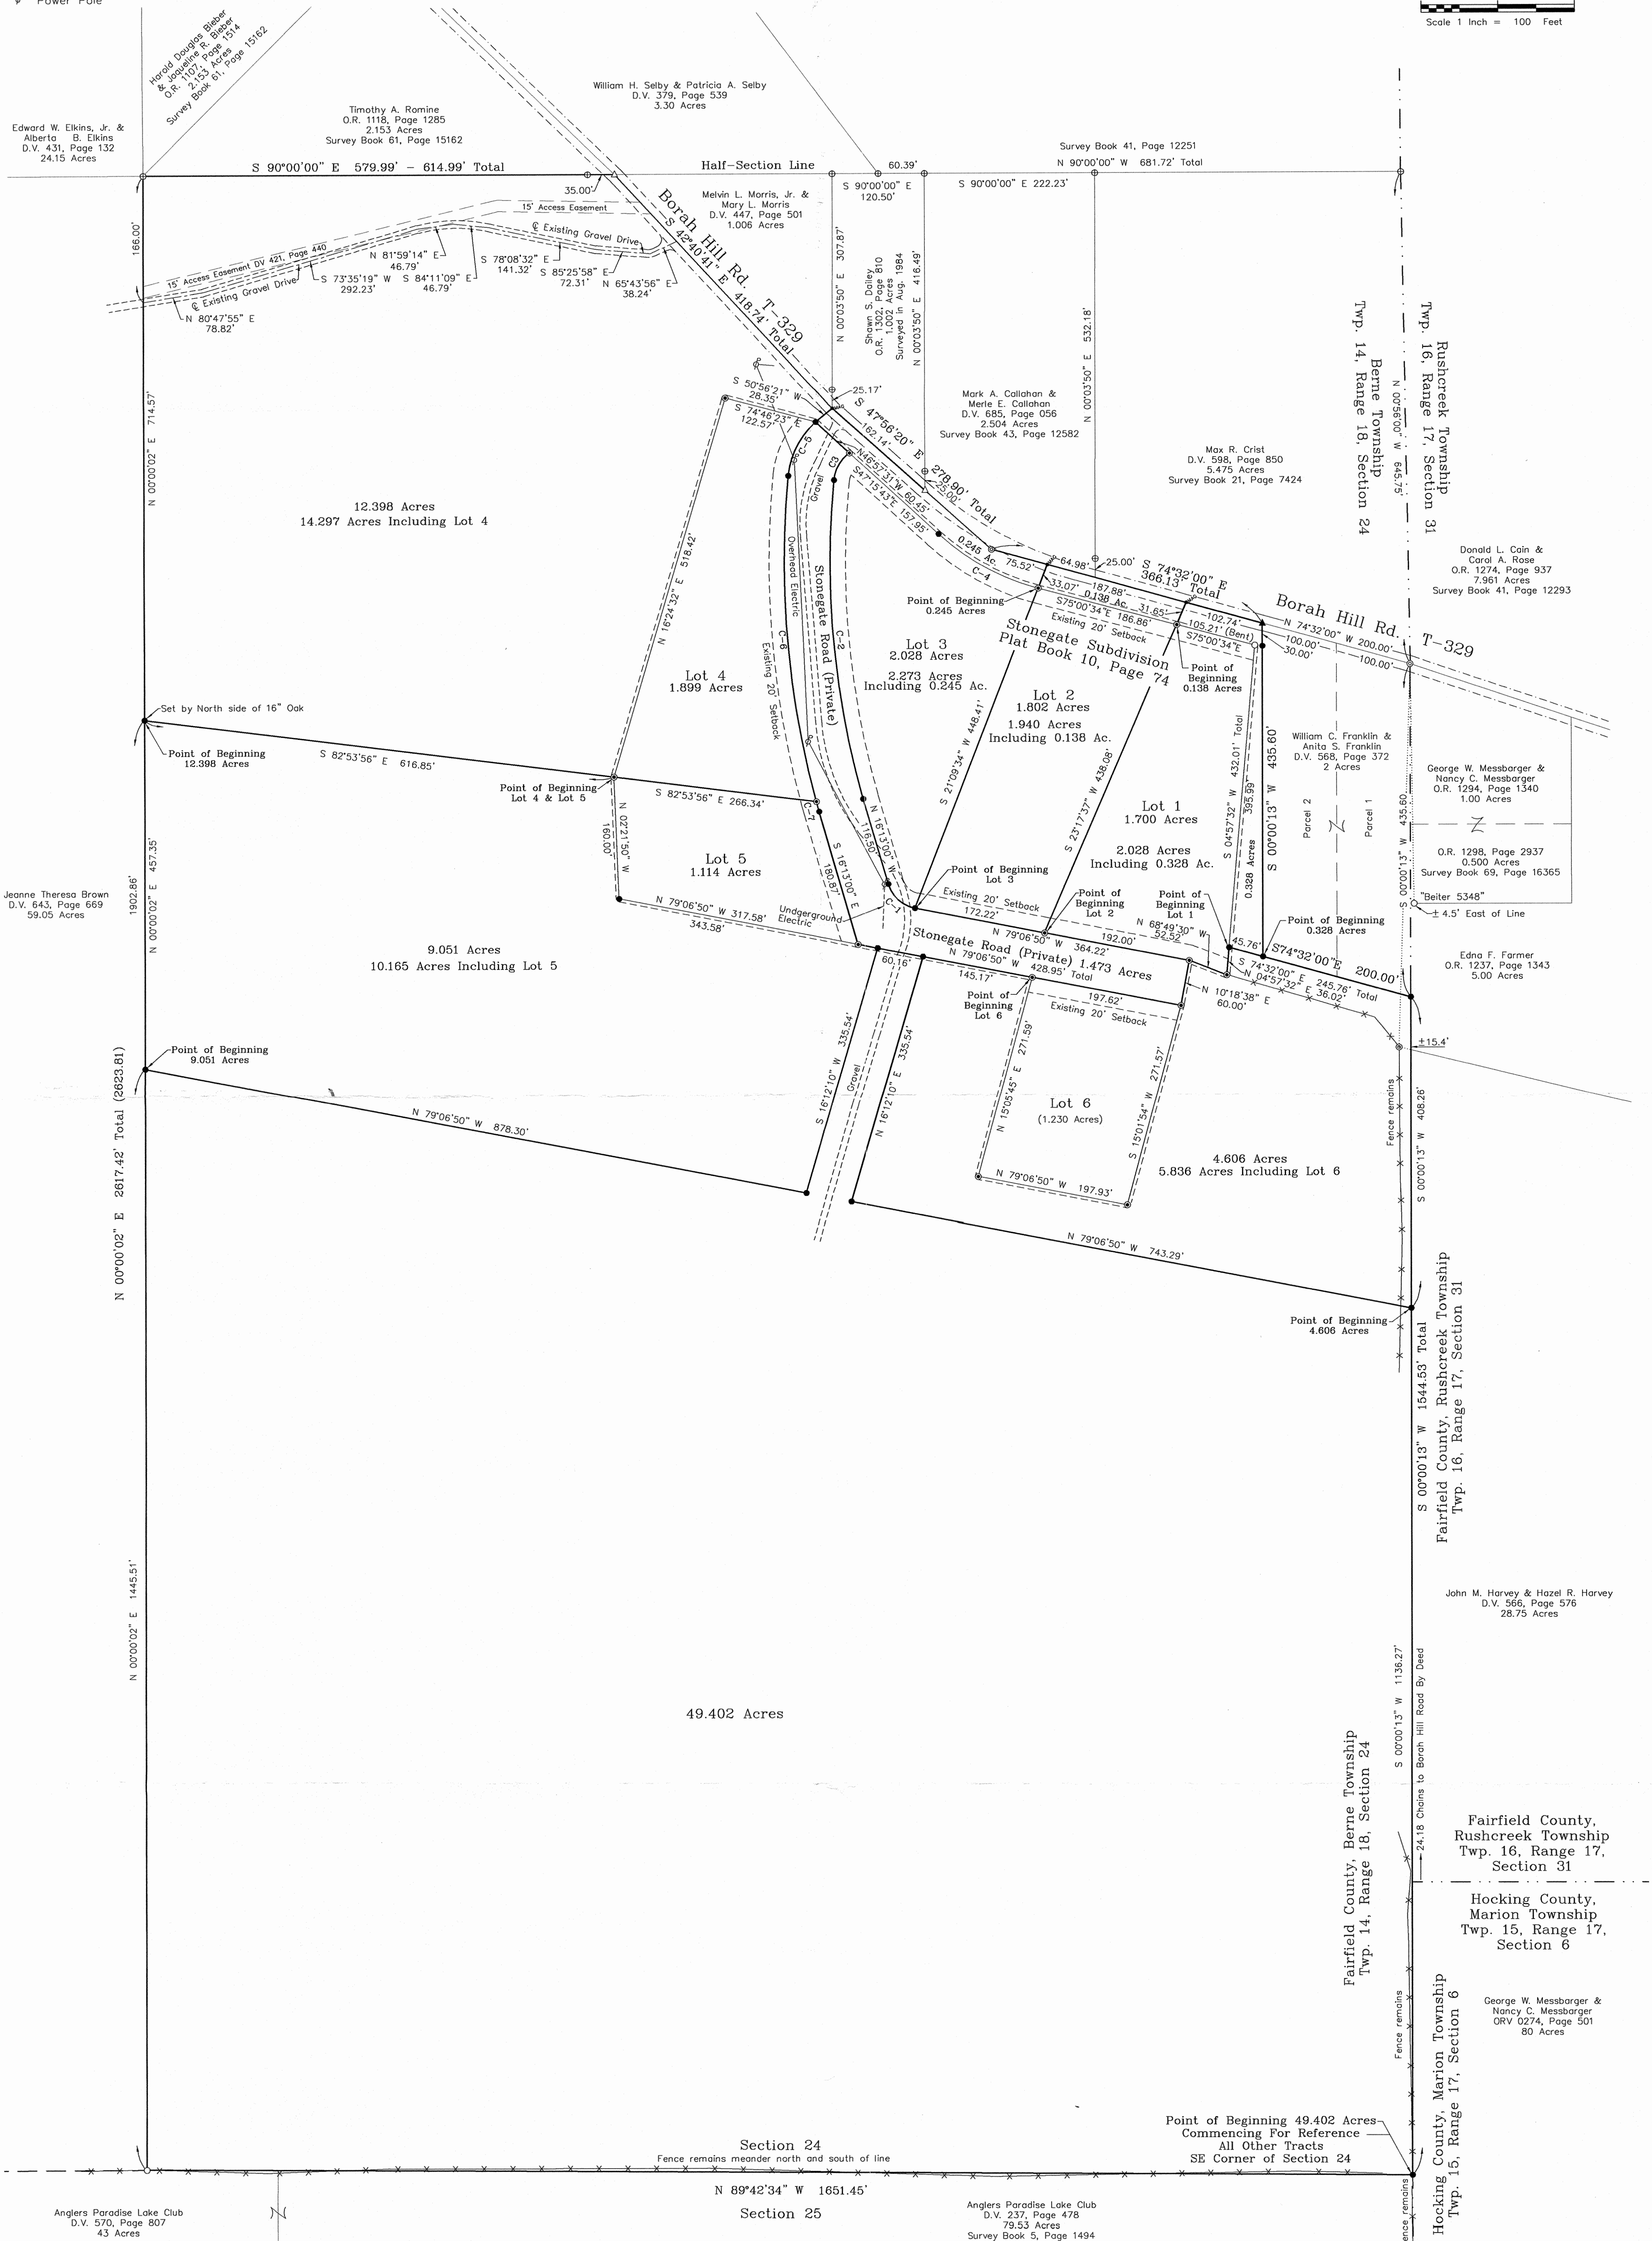 Power Pole
Scale 1 Inch = 100 Feet
Harold Douglas Bieber
& Joqueline R. Bieber
O.R. 1107, Page 1514
2.153 Acres
Survey Book 61, Page 15162
William H. Selby & Patricia A. Selby
D.V. 379, Page 539
3.30 Acres
Timothy A. Romine
O.R. 1118, Page 1285
2.153 Acres
Survey Book 61, Page 15162
Edward W. Elkins, Jr. &
Alberta B. Elkins
D.V. 431, Page 132
24.15 Acres
Survey Book 41, Page 12251
N 90°00'00" W 681.72' Total
S 90°00'00" E 579.99' - 614.99' Total
Half-Section Line
60.39'
S 90°00'00" E
120.50'
S 90°00'00" E 222.23'
35.00'
15' Access Easement
Melvin L. Morris, Jr. &
Mary L. Morris
D.V. 447, Page 501
1.006 Acres
166.00'
℄ Existing Gravel Drive
15' Access Easement DV 421, Page 440
℄ Existing Gravel Drive
N 81°59'14" E
46.79'
S 73°35'19" W
292.23'
S 84°11'09" E
46.79'
S 78°08'32" E
141.32'
S 85°25'58" E
72.31'
N 65°43'56" E
38.24'
N 80°47'55" E
78.82'
Borah Hill Rd. T-329
S 42°40'41" E 418.74' Total
N 00°03'50" E 307.87'
Shawn S. Dailey
O.R. 1302, Page 810
1.002 Acres
Surveyed in Aug. 1984
N 00°03'50" E 416.49'
N 00°03'50" E 532.18'
Twp. 14, Range 18, Section 24
Berne Township
N 00°56'00" W 645.75'
Twp. 16, Range 17, Section 31
Rushcreek Township
Mark A. Callahan &
Merle E. Callahan
D.V. 685, Page 056
2.504 Acres
Survey Book 43, Page 12582
Max R. Crist
D.V. 598, Page 850
5.475 Acres
Survey Book 21, Page 7424
Donald L. Cain &
Carol A. Rose
O.R. 1274, Page 937
7.961 Acres
Survey Book 41, Page 12293
S 50°56'21" W
28.35'
S 74°46'23" E
122.57'
25.17'
S 47°56'20" E 278.90' Total
162.14'
25.00'
N46°57'31"W 60.45'
S47°15'43"E 157.95'
C-5
C3
Gravel
0.245 Ac.
C-4
75.52'
64.98'
25.00'
S 74°32'00" E
366.13' Total
33.07'
187.88'
0.138 Ac.
31.65'
S75°00'34"E 186.86'
Existing 20' Setback
102.74'
105.21' (Bent)
S75°00'34"E
Borah Hill Rd. T-329
N 74°32'00" W 200.00'
100.00'
30.00'
100.00'
N 00°00'02" E 714.57'
12.398 Acres
14.297 Acres Including Lot 4
N 16°24'32" E 518.42'
Overhead Electric
C-6
Existing 20' Setback
Stonegate Road (Private)
C-2
Point of Beginning
0.245 Acres
Stonegate Subdivision
Plat Book 10, Page 74
Point of
Beginning
0.138 Acres
Lot 3
2.028 Acres
2.273 Acres
Including 0.245 Ac.
Lot 4
1.899 Acres
Lot 2
1.802 Acres
1.940 Acres
Including 0.138 Ac.
S 21°09'34" W 448.41'
S 23°17'37" W 438.08'
S 04°57'32" W 432.01' Total
395.99'
0.328 Acres
S 00°00'13" W 435.60'
William C. Franklin &
Anita S. Franklin
D.V. 568, Page 372
2 Acres
Parcel 2
Parcel 1
S 00°00'13" W 435.60'
George W. Messbarger &
Nancy C. Messbarger
O.R. 1294, Page 1340
1.00 Acres
O.R. 1298, Page 2937
0.500 Acres
Survey Book 69, Page 16365
"Beiter 5348"
± 4.5' East of Line
Set by North side of 16" Oak
Point of Beginning
12.398 Acres
S 82°53'56" E 616.85'
Point of Beginning
Lot 4 & Lot 5
S 82°53'56" E 266.34'
C-7
N 16°13'00" W
116.50'
N 02°21'50" W
160.00'
S 16°13'00" E
180.87'
Lot 1
1.700 Acres
2.028 Acres
Including 0.328 Ac.
Lot 5
1.114 Acres
Point of Beginning
Lot 3
Existing 20' Setback
C-1
Undgerground
Electric
172.22'
Point of
Beginning
Lot 2
Point of
Beginning
Lot 1
Point of Beginning
0.328 Acres
Jeanne Theresa Brown
D.V. 643, Page 669
59.05 Acres
1902.86'
N 00°00'02" E 457.35'
N 79°06'50" W 317.58'
343.58'
Stonegate Road (Private) 1.473 Acres
N 79°06'50" W 364.22'
192.00'
N 68°49'30" W
52.52'
45.76'
S74°32'00"E 200.00'
S 74°32'00" E 245.76' Total
N 04°57'32" E 36.02'
N 10°18'38" E
60.00'
9.051 Acres
10.165 Acres Including Lot 5
60.16'
N 79°06'50" W 428.95' Total
145.17'
Point of
Beginning
Lot 6
197.62'
Existing 20' Setback
Edna F. Farmer
O.R. 1237, Page 1343
5.00 Acres
±15.4'
Point of Beginning
9.051 Acres
N 79°06'50" W 878.30'
S 16°12'10" W 335.54'
Gravel
N 16°12'10" E 335.54'
N 15°05'45" E 271.59'
Lot 6
(1.230 Acres)
S 15°01'54" W 271.57'
N 79°06'50" W 197.93'
4.606 Acres
5.836 Acres Including Lot 6
Fence remains
S 00°00'13" W 408.26'
N 79°06'50" W 743.29'
Point of Beginning
4.606 Acres
N 00°00'02" E 2617.42' Total (2623.81)
S 00°00'13" W 1544.53' Total
Fairfield County, Rushcreek Township
Twp. 16, Range 17, Section 31
N 00°00'02" E 1445.51'
John M. Harvey & Hazel R. Harvey
D.V. 566, Page 576
28.75 Acres
49.402 Acres
S 00°00'13" W 1136.27'
24.18 Chains to Borah Hill Road By Deed
Fairfield County, Berne Township
Twp. 14, Range 18, Section 24
Fairfield County,
Rushcreek Township
Twp. 16, Range 17,
Section 31
Hocking County,
Marion Township
Twp. 15, Range 17,
Section 6
Fence remains
George W. Messbarger &
Nancy C. Messbarger
ORV 0274, Page 501
80 Acres
Hocking County, Marion Township
Twp. 15, Range 17, Section 6
Point of Beginning 49.402 Acres
Commencing For Reference
All Other Tracts
SE Corner of Section 24
Section 24
Fence remains meander north and south of line
N 89°42'34" W 1651.45'
Section 25
Anglers Paradise Lake Club
D.V. 570, Page 807
43 Acres
Anglers Paradise Lake Club
D.V. 237, Page 478
79.53 Acres
Survey Book 5, Page 1494
remains